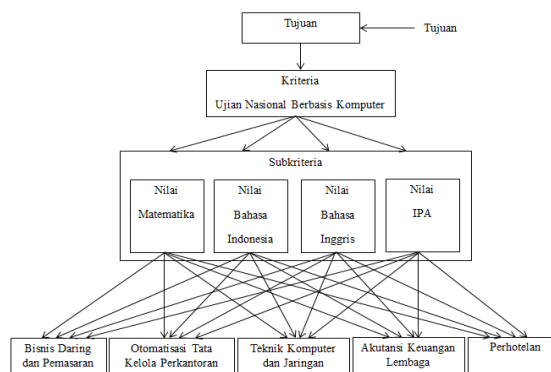 Tujuan
Tujuan
Kriteria
Ujian Nasional Berbasis Komputer
Subkriteria
Nilai
Matematika
Nilai
Bahasa
Indonesia
Nilai
Bahasa
Inggris
Nilai
IPA
Bisnis Daring
dan Pemasaran
Otomatisasi Tata
Kelola Perkantoran
Teknik Komputer
dan Jaringan
Akutansi Keuangan
Lembaga
Perhotelan